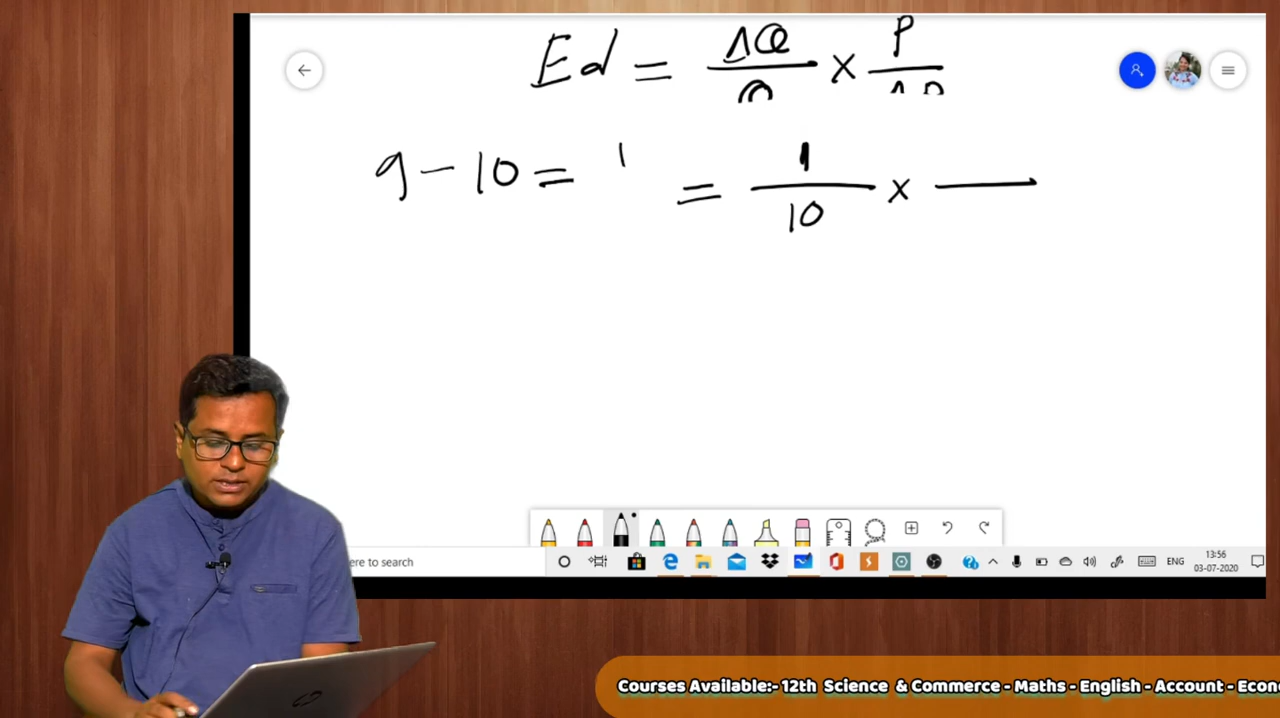 Ed = ΔQ/Q × P/ΔP
9 - 10 = 1
= 1/10 ×
ere to search
ENG
13:56
03-07-2020
Courses Available:- 12th Science & Commerce - Maths - English - Account - Econ